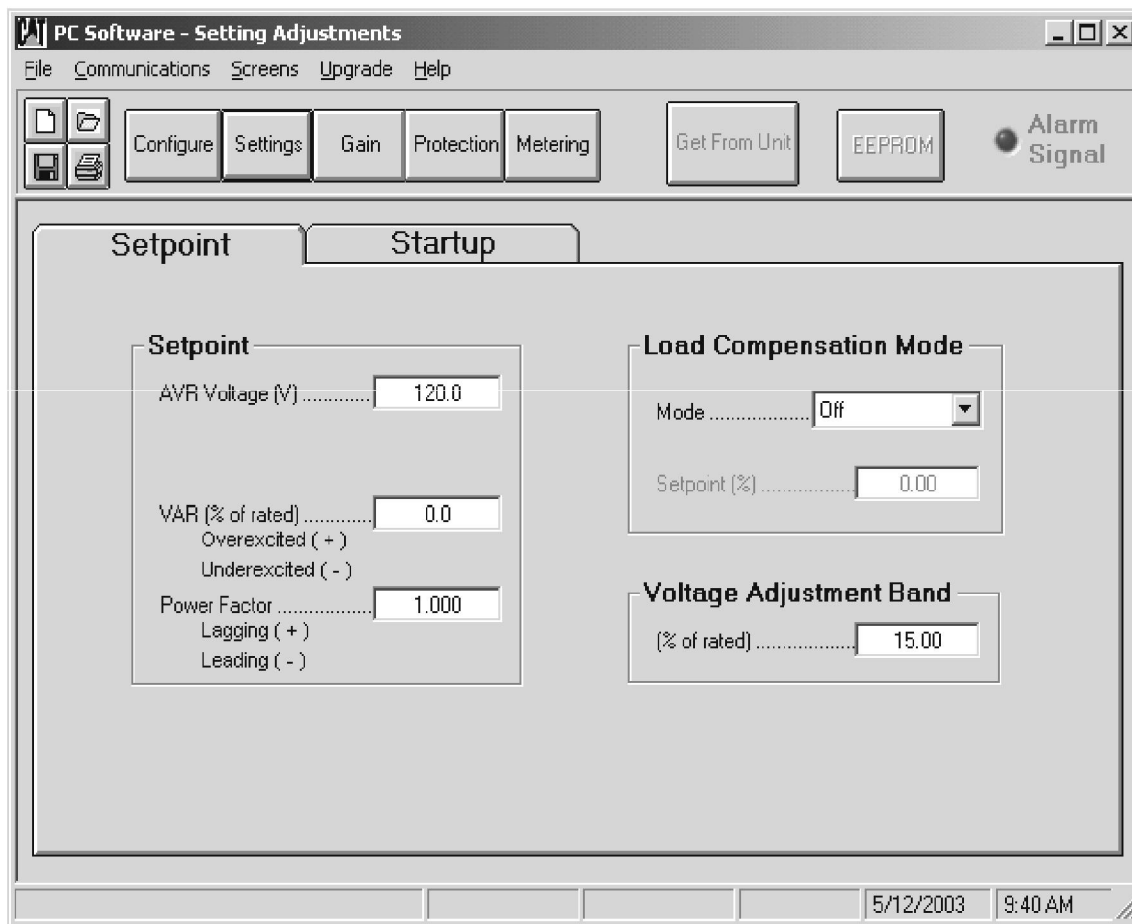 PC Software - Setting Adjustments
File Communications Screens Upgrade Help
Configure Settings Gain Protection Metering Get From Unit EEPROM Alarm Signal
Setpoint Startup
Setpoint
AVR Voltage (V) ............. 120.0
VAR (% of rated) ............. 0.0
Overexcited ( + )
Underexcited ( - )
Power Factor .................. 1.000
Lagging ( + )
Leading ( - )
Load Compensation Mode
Mode ................... Off
Setpoint (%) ................. 0.00
Voltage Adjustment Band
(% of rated) ................... 15.00
5/12/2003 9:40 AM